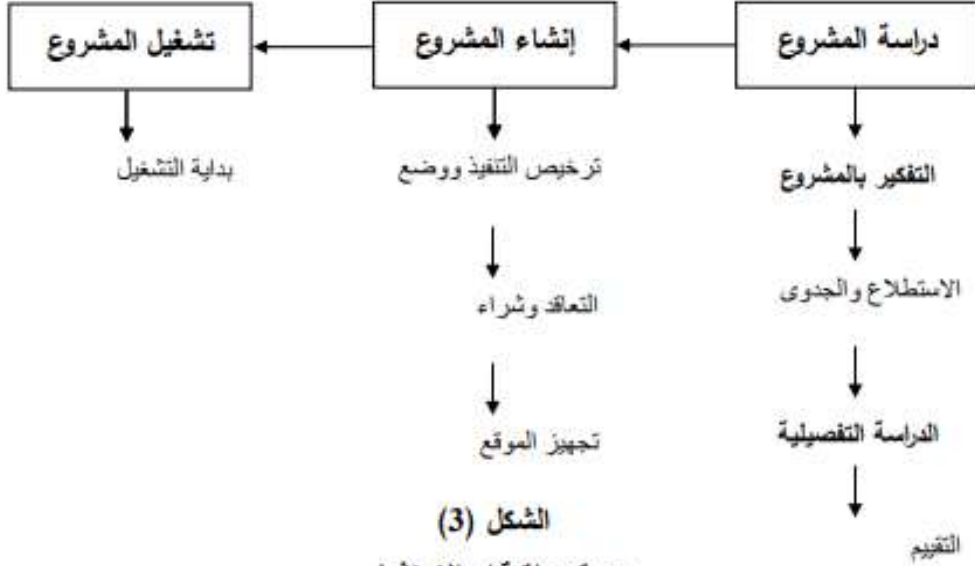 دراسة المشروع
إنشاء المشروع
تشغيل المشروع
التفكير بالمشروع
ترخيص التنفيذ ووضع
بداية التشغيل
الاستطلاع والجدوى
التعاقد وشراء
الدراسة التفصيلية
تجهيز الموقع
التقييم
الشكل (3)